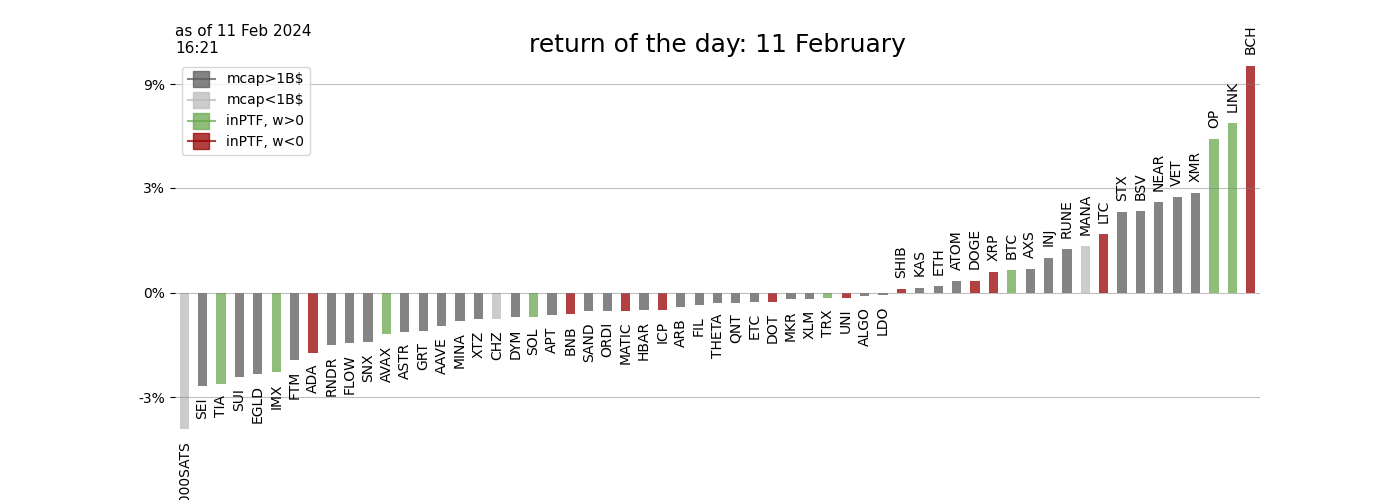 as of 11 Feb 2024
16:21
return of the day: 11 February
mcap>1B$
mcap<1B$
inPTF, w>0
inPTF, w<0
9%
3%
0%
-3%
000SATS
SEI
TIA
SUI
EGLD
IMX
FTM
ADA
RNDR
FLOW
SNX
AVAX
ASTR
GRT
AAVE
MINA
XTZ
CHZ
DYM
SOL
APT
BNB
SAND
ORDI
MATIC
HBAR
ICP
ARB
FIL
THETA
QNT
ETC
DOT
MKR
XLM
TRX
UNI
ALGO
LDO
SHIB
KAS
ETH
ATOM
DOGE
XRP
BTC
AXS
INJ
RUNE
MANA
LTC
STX
BSV
NEAR
VET
XMR
OP
LINK
BCH